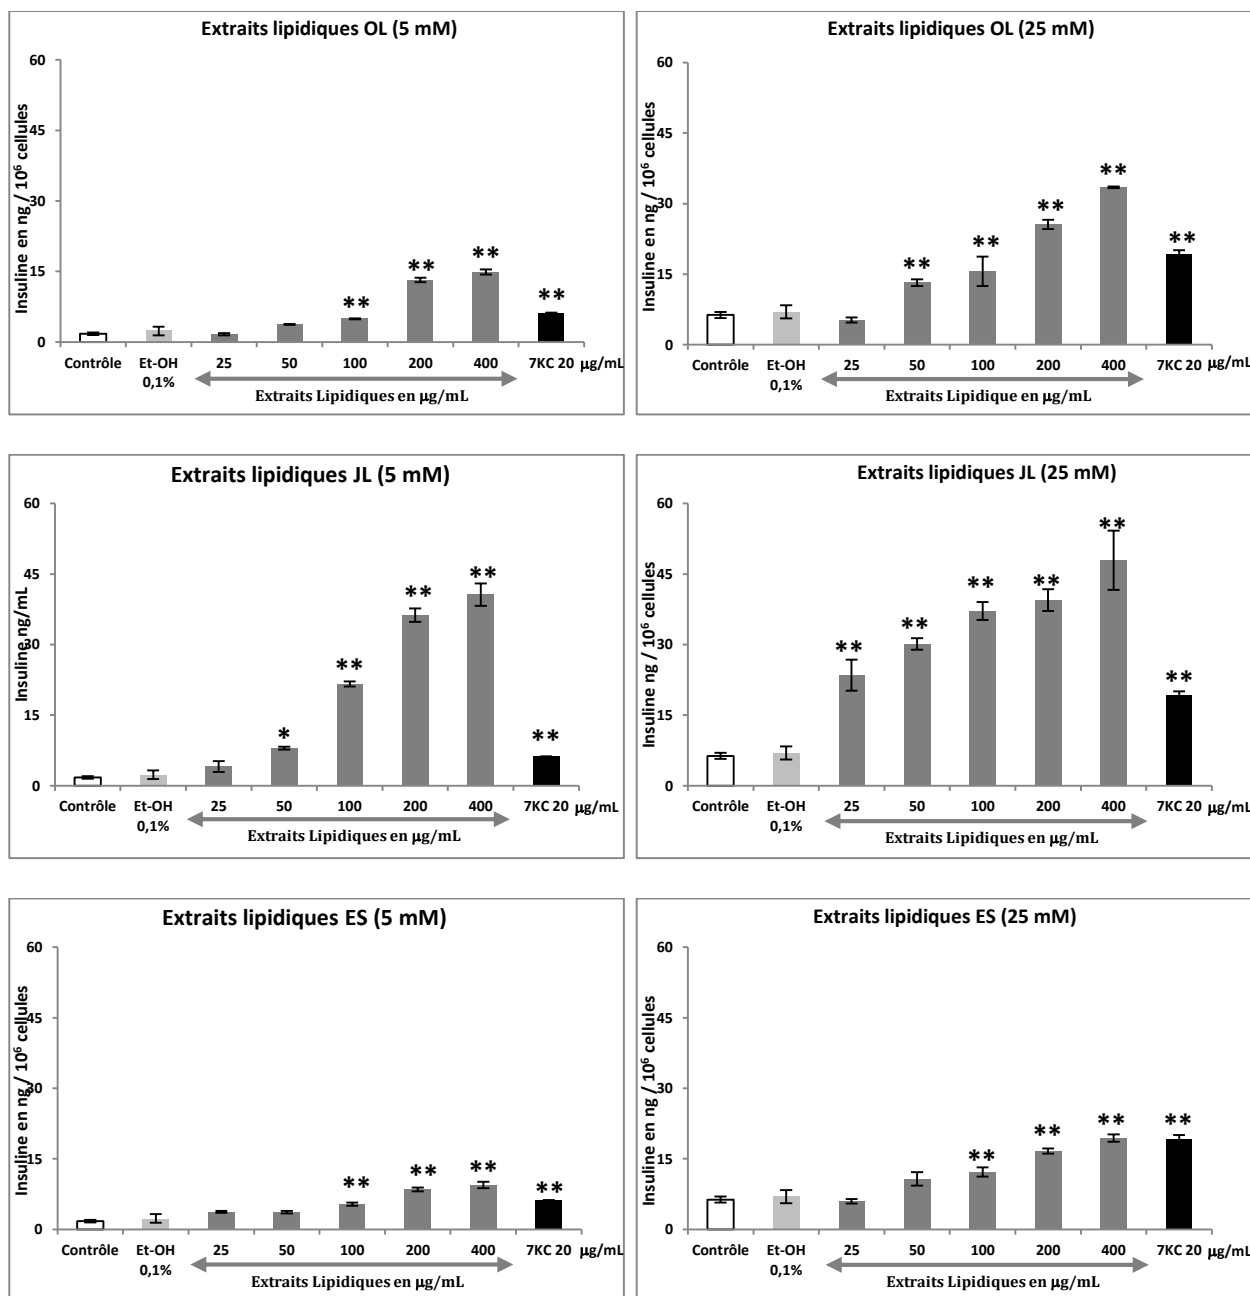 Extraits lipidiques OL (5 mM)
Insuline en ng / 10⁶ cellules
60
45
30
15
0
** ** ** **
Contrôle Et-OH 0,1% 25 50 100 200 400 7KC 20 µg/mL
Extraits Lipidiques en µg/mL
Extraits lipidiques OL (25 mM)
Insuline en ng / 10⁶ cellules
60
45
30
15
0
** ** ** ** **
Contrôle Et-OH 0,1% 25 50 100 200 400 7KC 20 µg/mL
Extraits Lipidique en µg/mL
Extraits lipidiques JL (5 mM)
Insuline ng/mL
60
45
30
15
0
* ** ** ** **
Contrôle Et-OH 0,1% 25 50 100 200 400 7KC 20 µg/mL
Extraits Lipidiques en µg/mL
Extraits lipidiques JL (25 mM)
Insuline ng / 10⁶ cellules
60
45
30
15
0
** ** ** ** ** **
Contrôle Et-OH 0,1% 25 50 100 200 400 7KC 20 µg/mL
Extraits Lipidiques en µg/mL
Extraits lipidiques ES (5 mM)
Insuline en ng / 10⁶ cellules
60
45
30
15
0
** ** ** **
Contrôle Et-OH 0,1% 25 50 100 200 400 7KC 20 µg/mL
Extraits Lipidiques en µg/mL
Extraits lipidiques ES (25 mM)
Insuline en ng / 10⁶ cellules
60
45
30
15
0
** ** ** **
Contrôle Et-OH 0,1% 25 50 100 200 400 7KC 20 µg/mL
Extraits Lipidiques en µg/mL